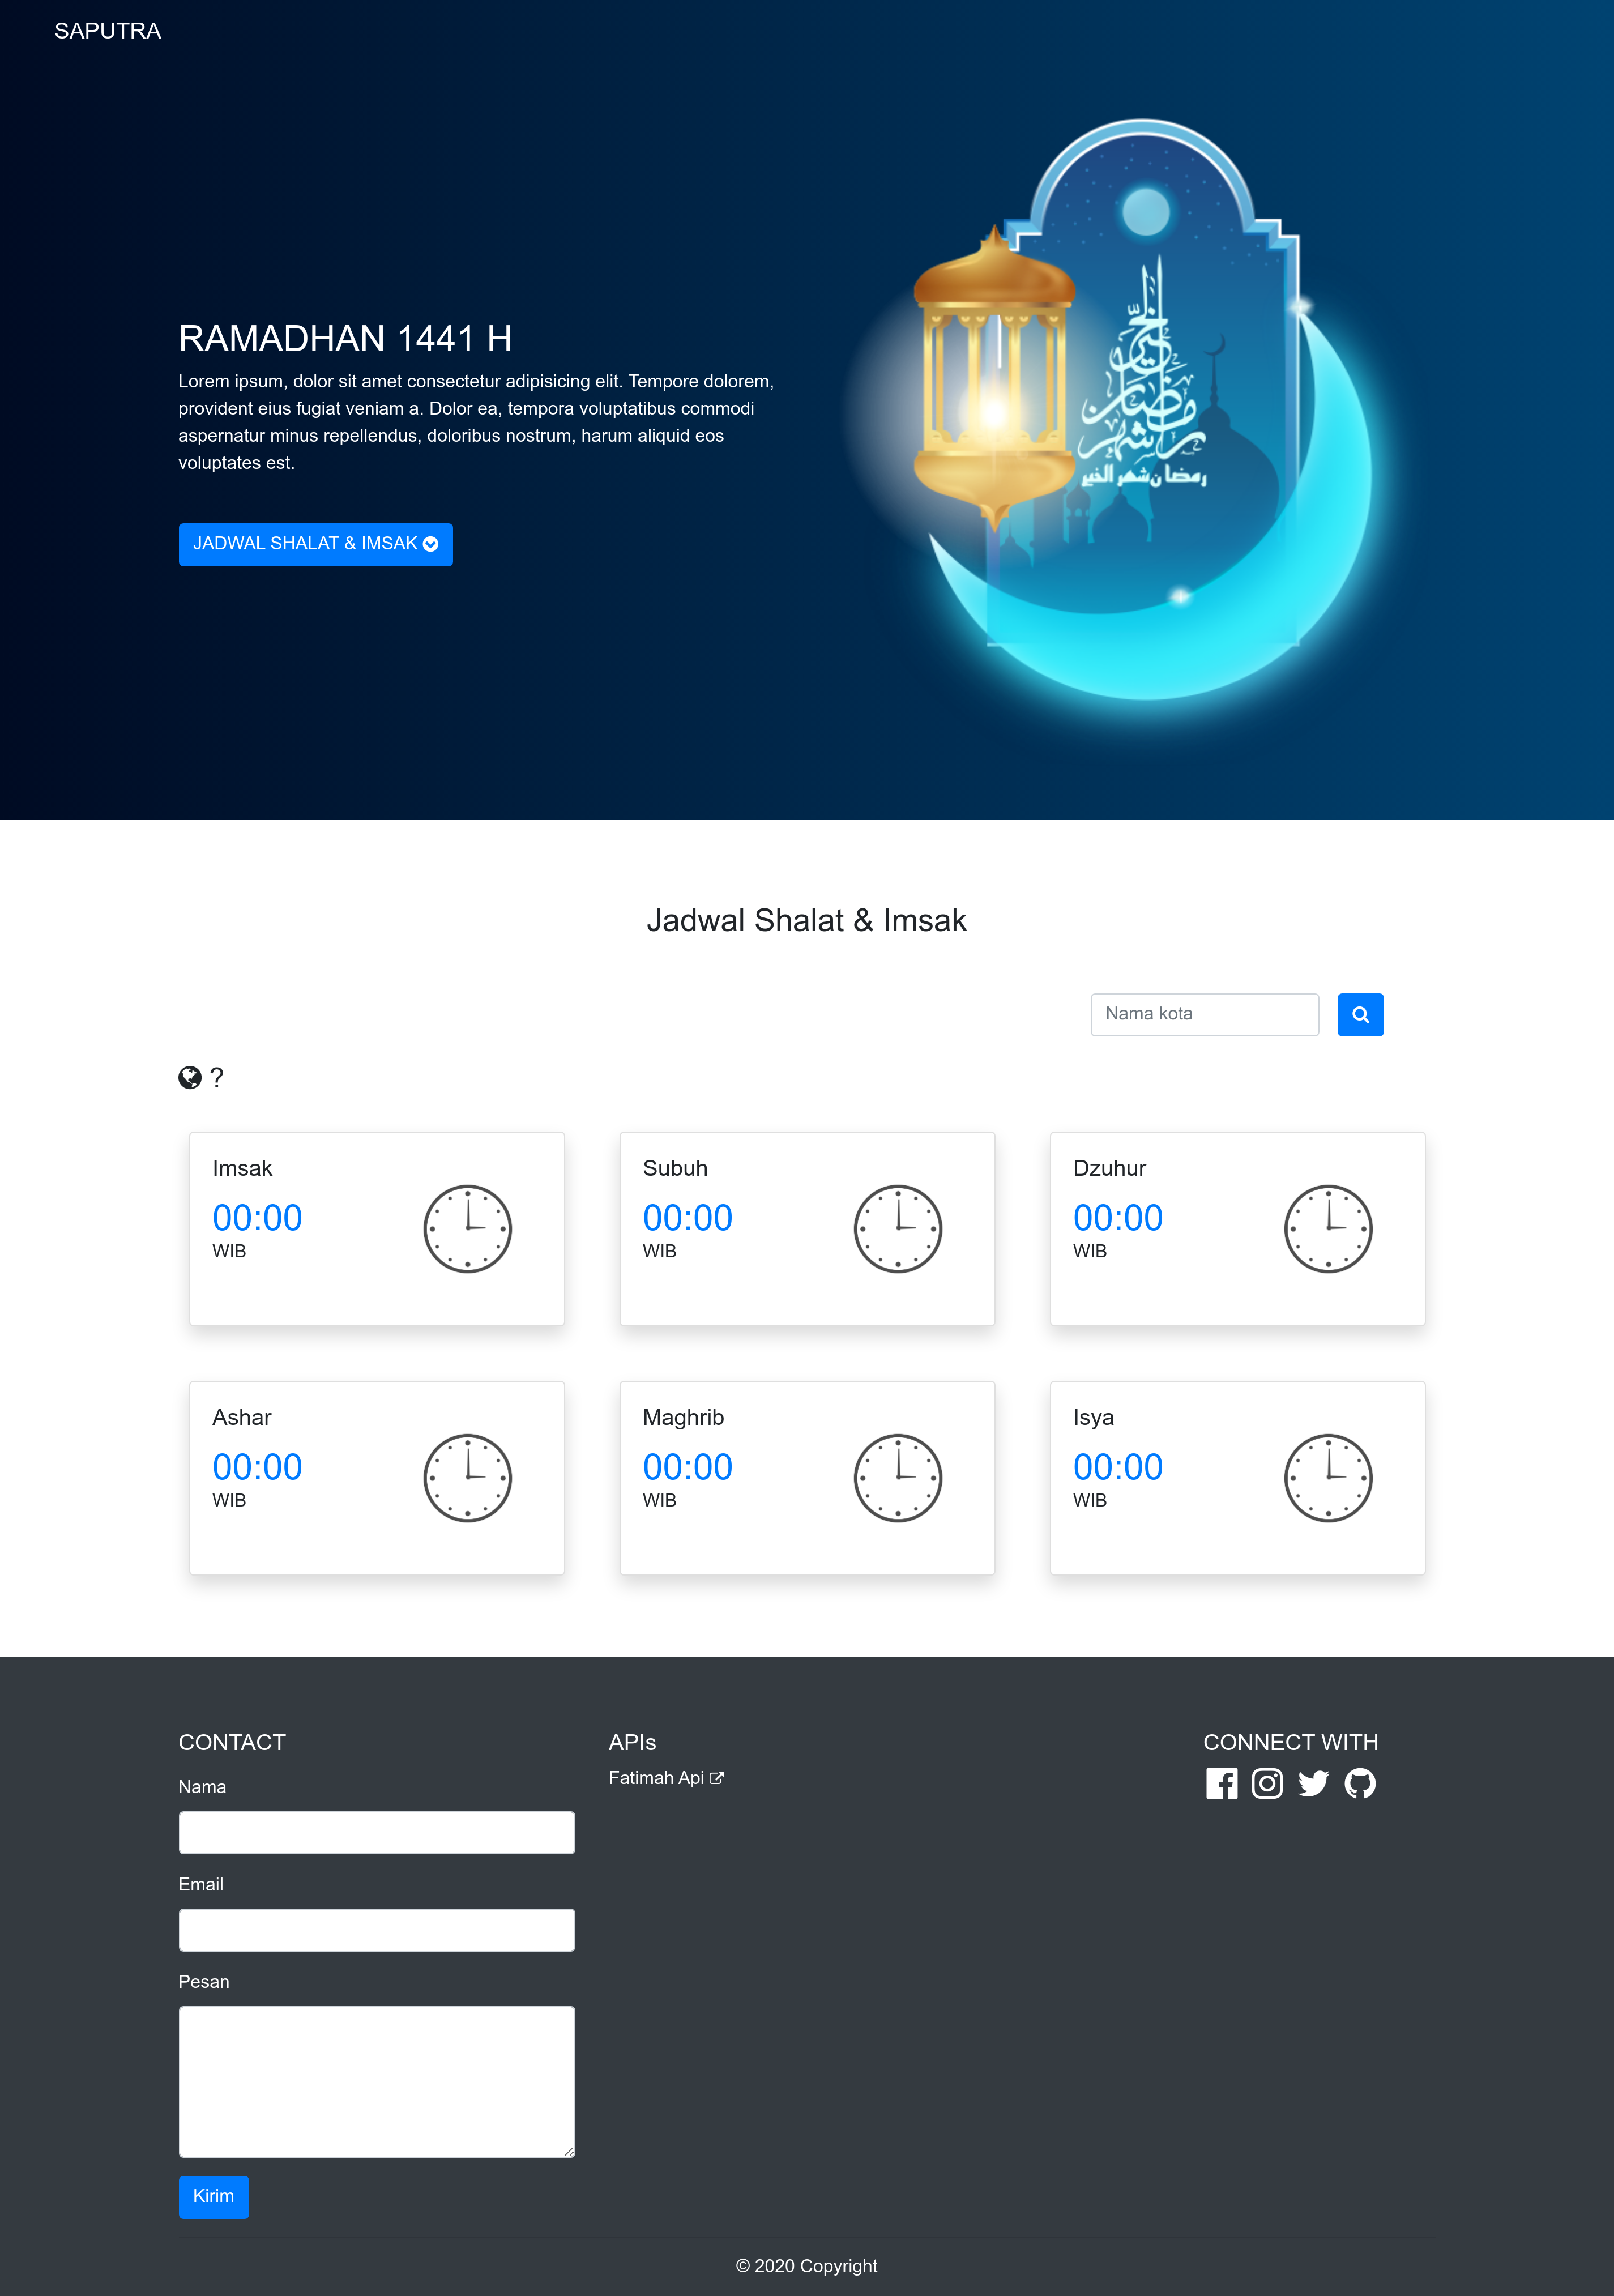 SAPUTRA
RAMADHAN 1441 H
Lorem ipsum, dolor sit amet consectetur adipisicing elit. Tempore dolorem,
provident eius fugiat veniam a. Dolor ea, tempora voluptatibus commodi
aspernatur minus repellendus, doloribus nostrum, harum aliquid eos
voluptates est.
JADWAL SHALAT & IMSAK
رمضان شهر الخير
رمضان شهر الخير
Jadwal Shalat & Imsak
Nama kota
?
Imsak
00:00
WIB
Subuh
00:00
WIB
Dzuhur
00:00
WIB
Ashar
00:00
WIB
Maghrib
00:00
WIB
Isya
00:00
WIB
CONTACT
Nama
Email
Pesan
Kirim
APIs
Fatimah Api
CONNECT WITH
© 2020 Copyright